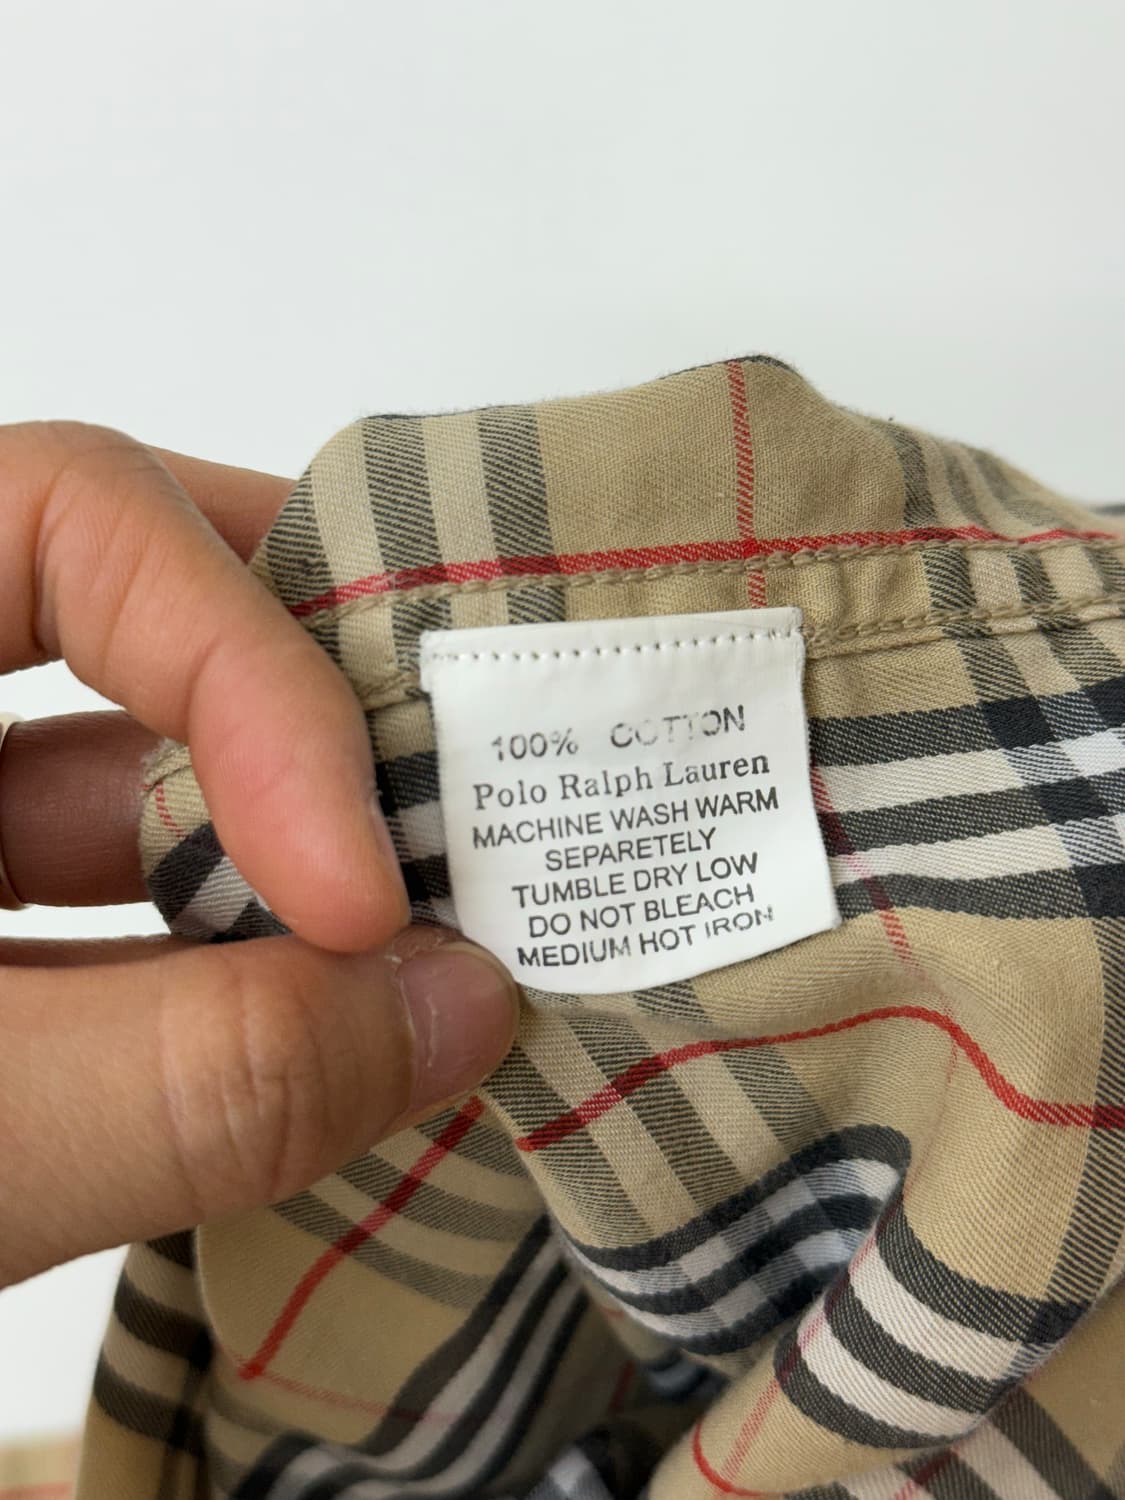 100% COTTON
Polo Ralph Lauren
MACHINE WASH WARM
SEPARETELY
TUMBLE DRY LOW
DO NOT BLEACH
MEDIUM HOT IRON